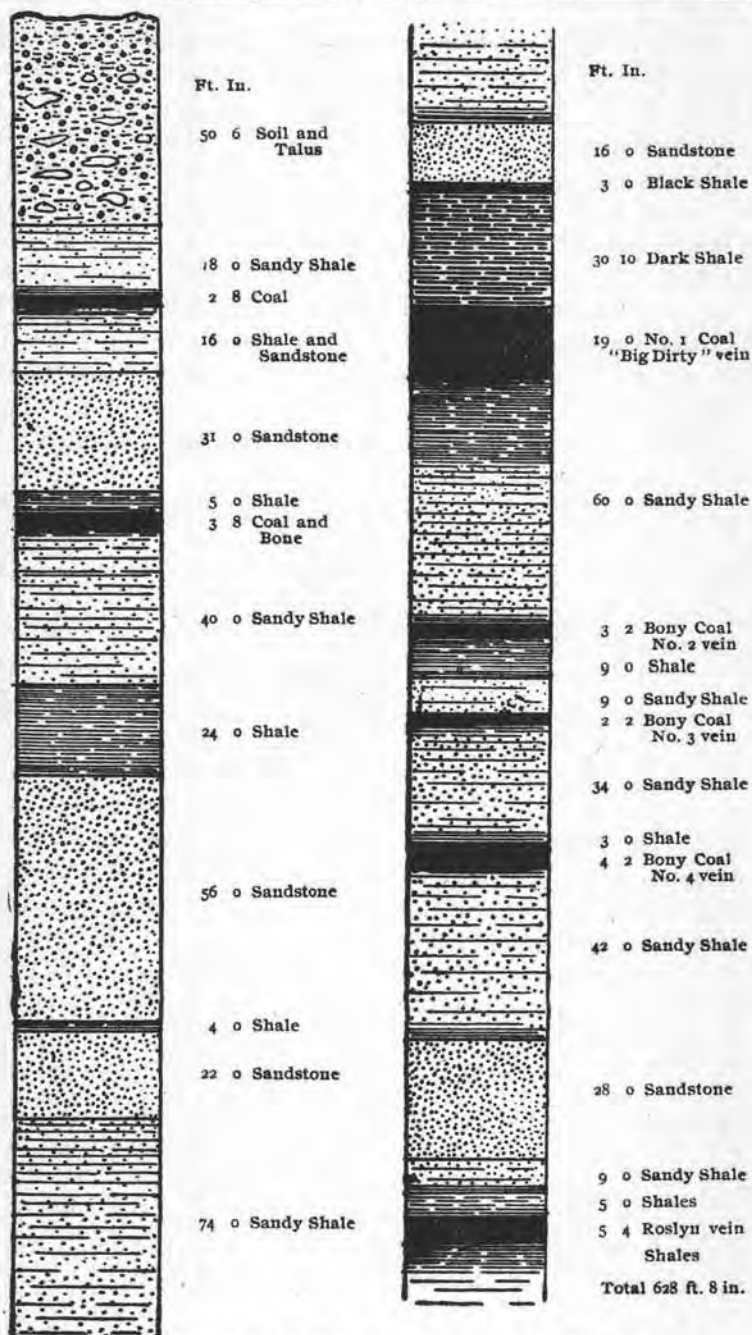 Ft. In.
50 6 Soil and
Talus
18 0 Sandy Shale
2 8 Coal
16 0 Shale and
Sandstone
31 0 Sandstone
5 0 Shale
3 8 Coal and
Bone
40 0 Sandy Shale
24 0 Shale
56 0 Sandstone
4 0 Shale
22 0 Sandstone
74 0 Sandy Shale
Ft. In.
16 0 Sandstone
3 0 Black Shale
30 10 Dark Shale
19 0 No. 1 Coal
"Big Dirty" vein
60 0 Sandy Shale
3 2 Bony Coal
No. 2 vein
9 0 Shale
9 0 Sandy Shale
2 2 Bony Coal
No. 3 vein
34 0 Sandy Shale
3 0 Shale
4 2 Bony Coal
No. 4 vein
42 0 Sandy Shale
28 0 Sandstone
9 0 Sandy Shale
5 0 Shales
5 4 Roslyn vein
Shales
Total 628 ft. 8 in.